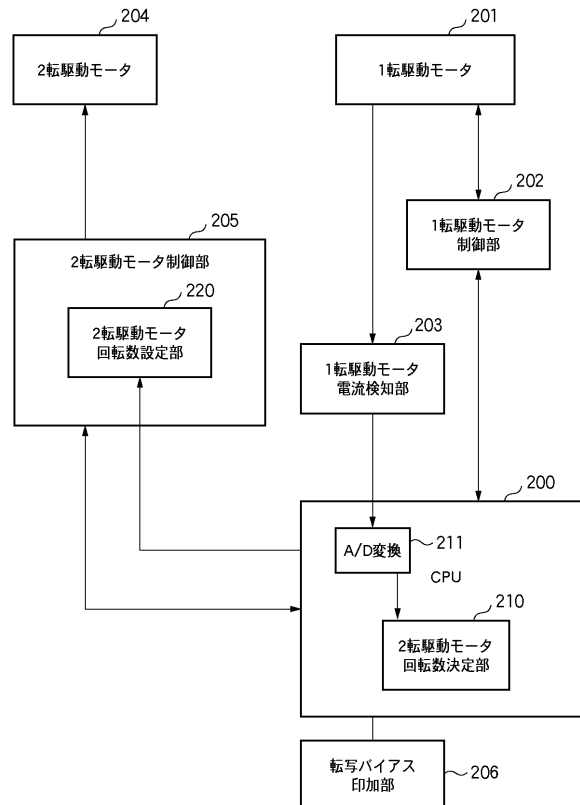 204
2転駆動モータ
201
1転駆動モータ
202
1転駆動モータ
制御部
205
2転駆動モータ制御部
220
2転駆動モータ
回転数設定部
203
1転駆動モータ
電流検知部
200
A/D変換
211
CPU
210
2転駆動モータ
回転数決定部
転写バイアス
印加部
206